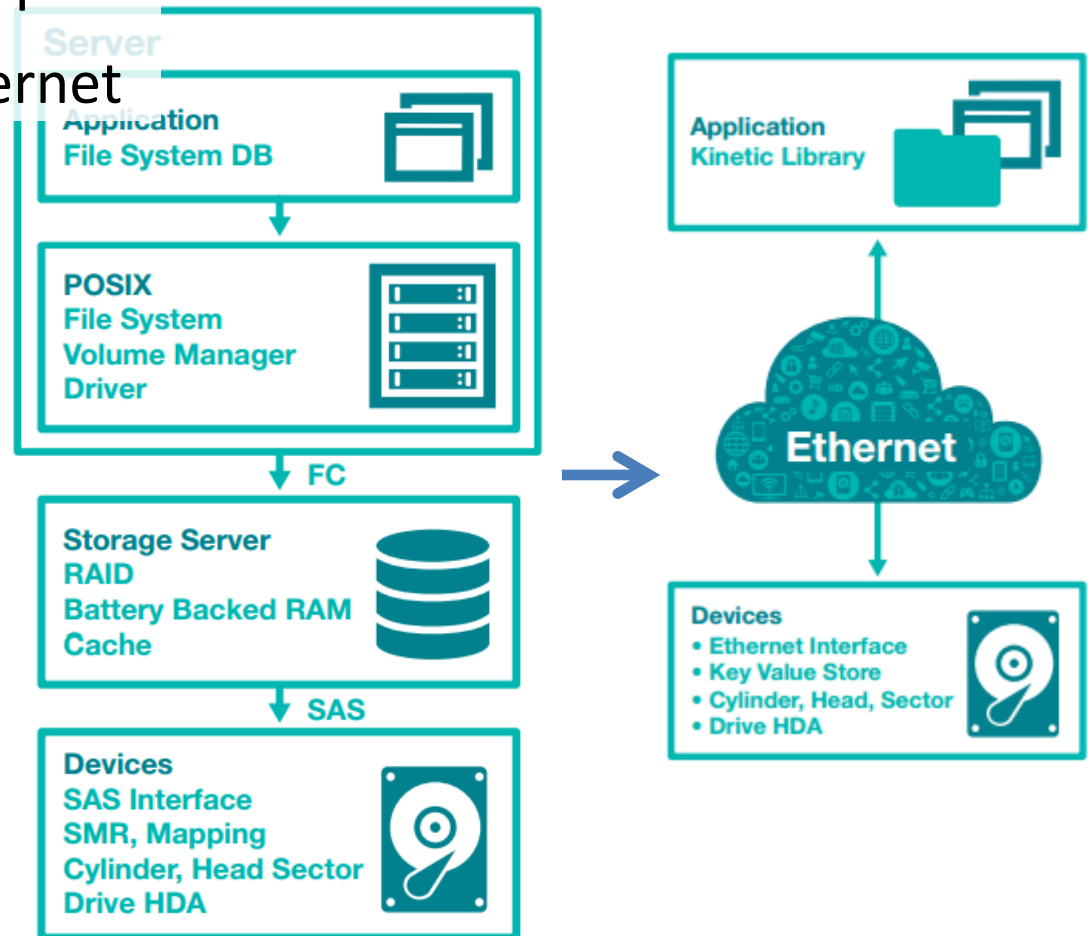 Server
ernet
Application
File System DB
POSIX
File System
Volume Manager
Driver
FC
Storage Server
RAID
Battery Backed RAM
Cache
SAS
Devices
SAS Interface
SMR, Mapping
Cylinder, Head Sector
Drive HDA
Application
Kinetic Library
Ethernet
Devices
• Ethernet Interface
• Key Value Store
• Cylinder, Head, Sector
• Drive HDA